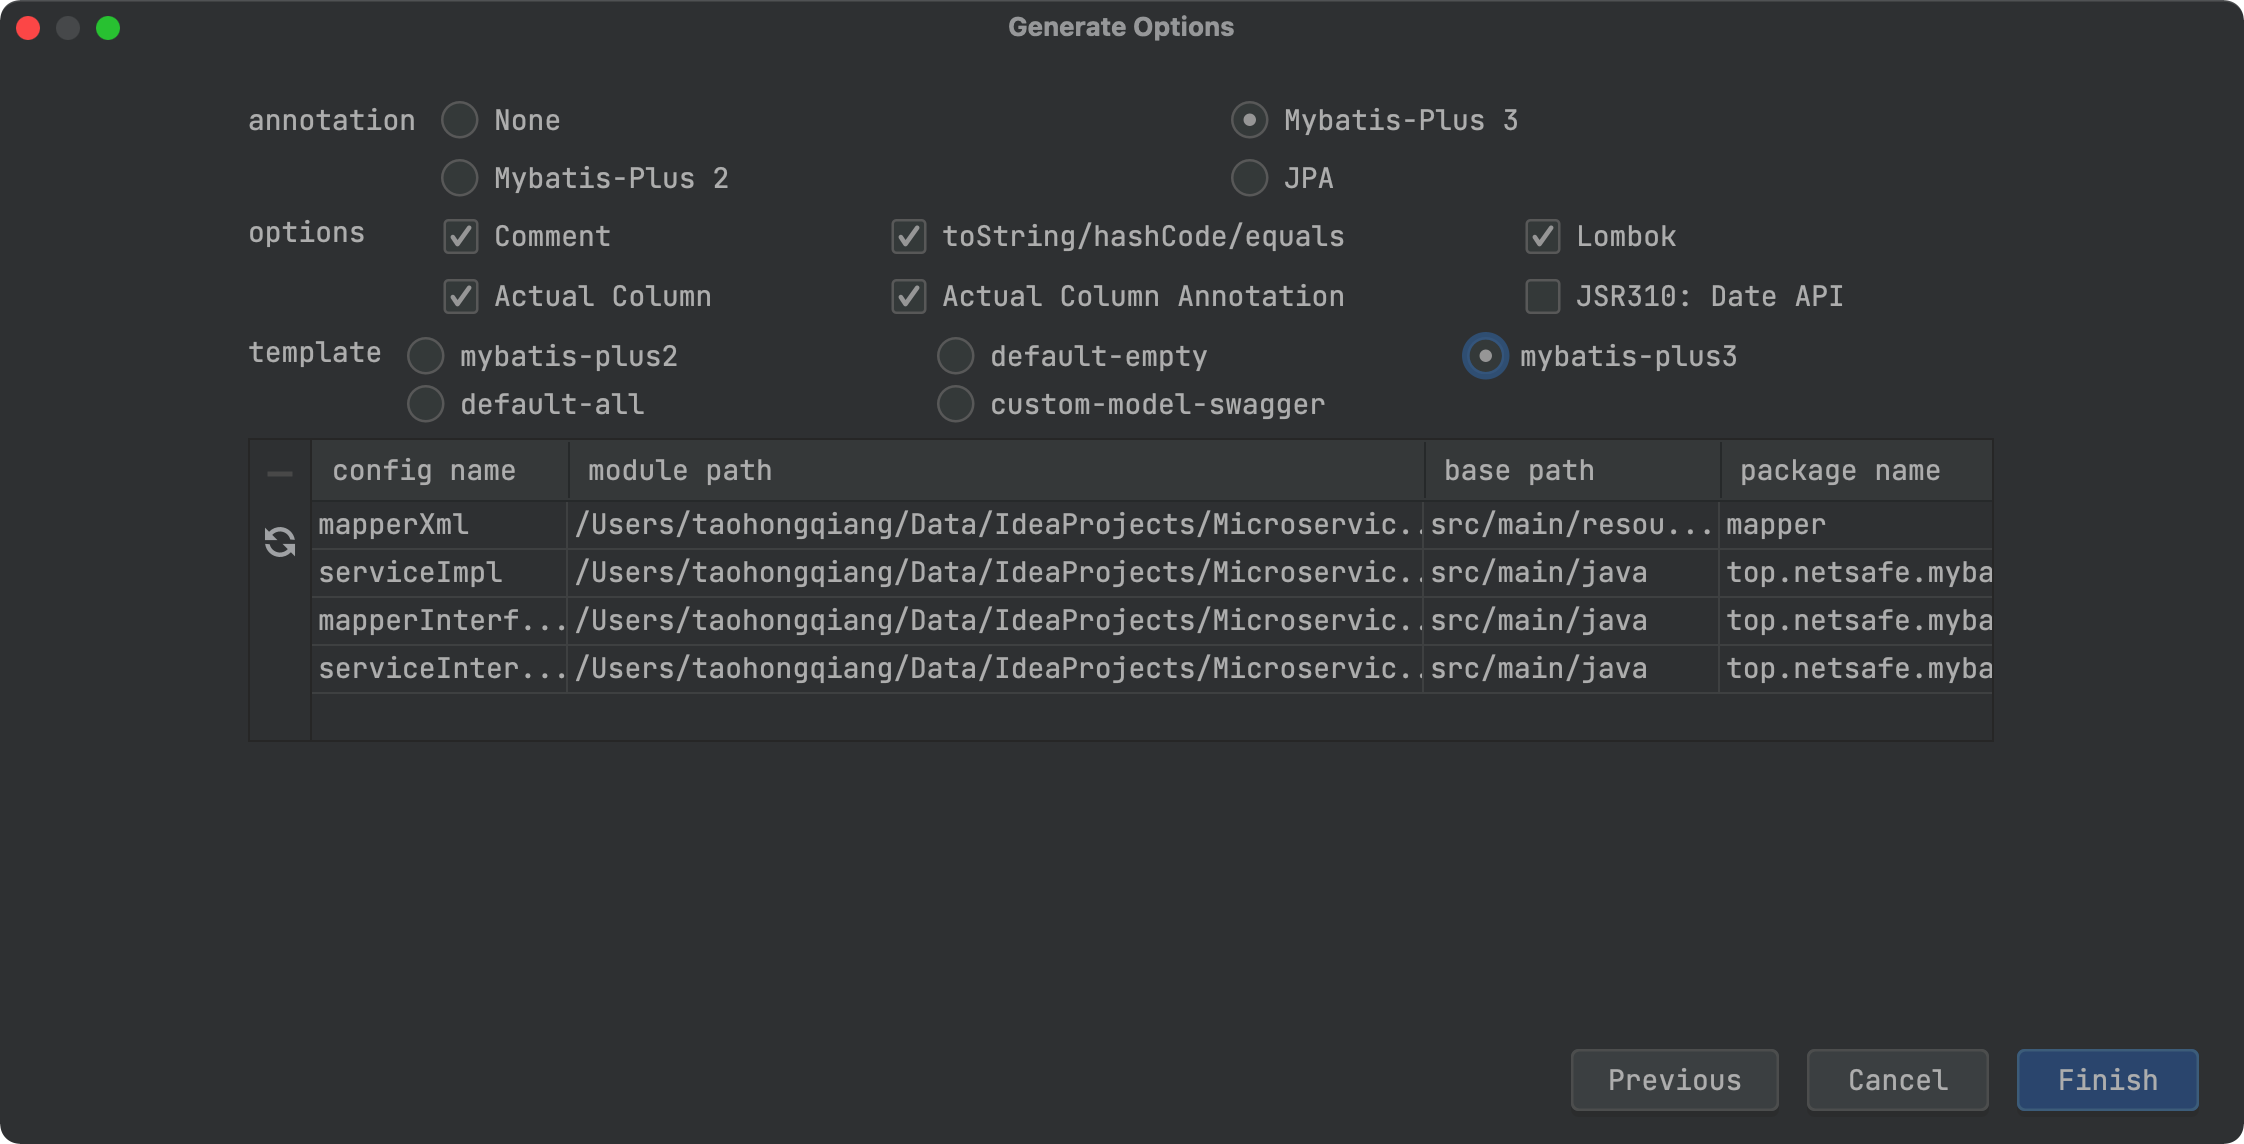 Generate Options
annotation None Mybatis-Plus 3
Mybatis-Plus 2 JPA
options Comment toString/hashCode/equals Lombok
Actual Column Actual Column Annotation JSR310: Date API
template mybatis-plus2 default-empty mybatis-plus3
default-all custom-model-swagger
config name module path base path package name
mapperXml /Users/taohongqiang/Data/IdeaProjects/Microservic.. src/main/resou... mapper
serviceImpl /Users/taohongqiang/Data/IdeaProjects/Microservic.. src/main/java top.netsafe.myba
mapperInterf... /Users/taohongqiang/Data/IdeaProjects/Microservic.. src/main/java top.netsafe.myba
serviceInter... /Users/taohongqiang/Data/IdeaProjects/Microservic.. src/main/java top.netsafe.myba
Previous Cancel Finish